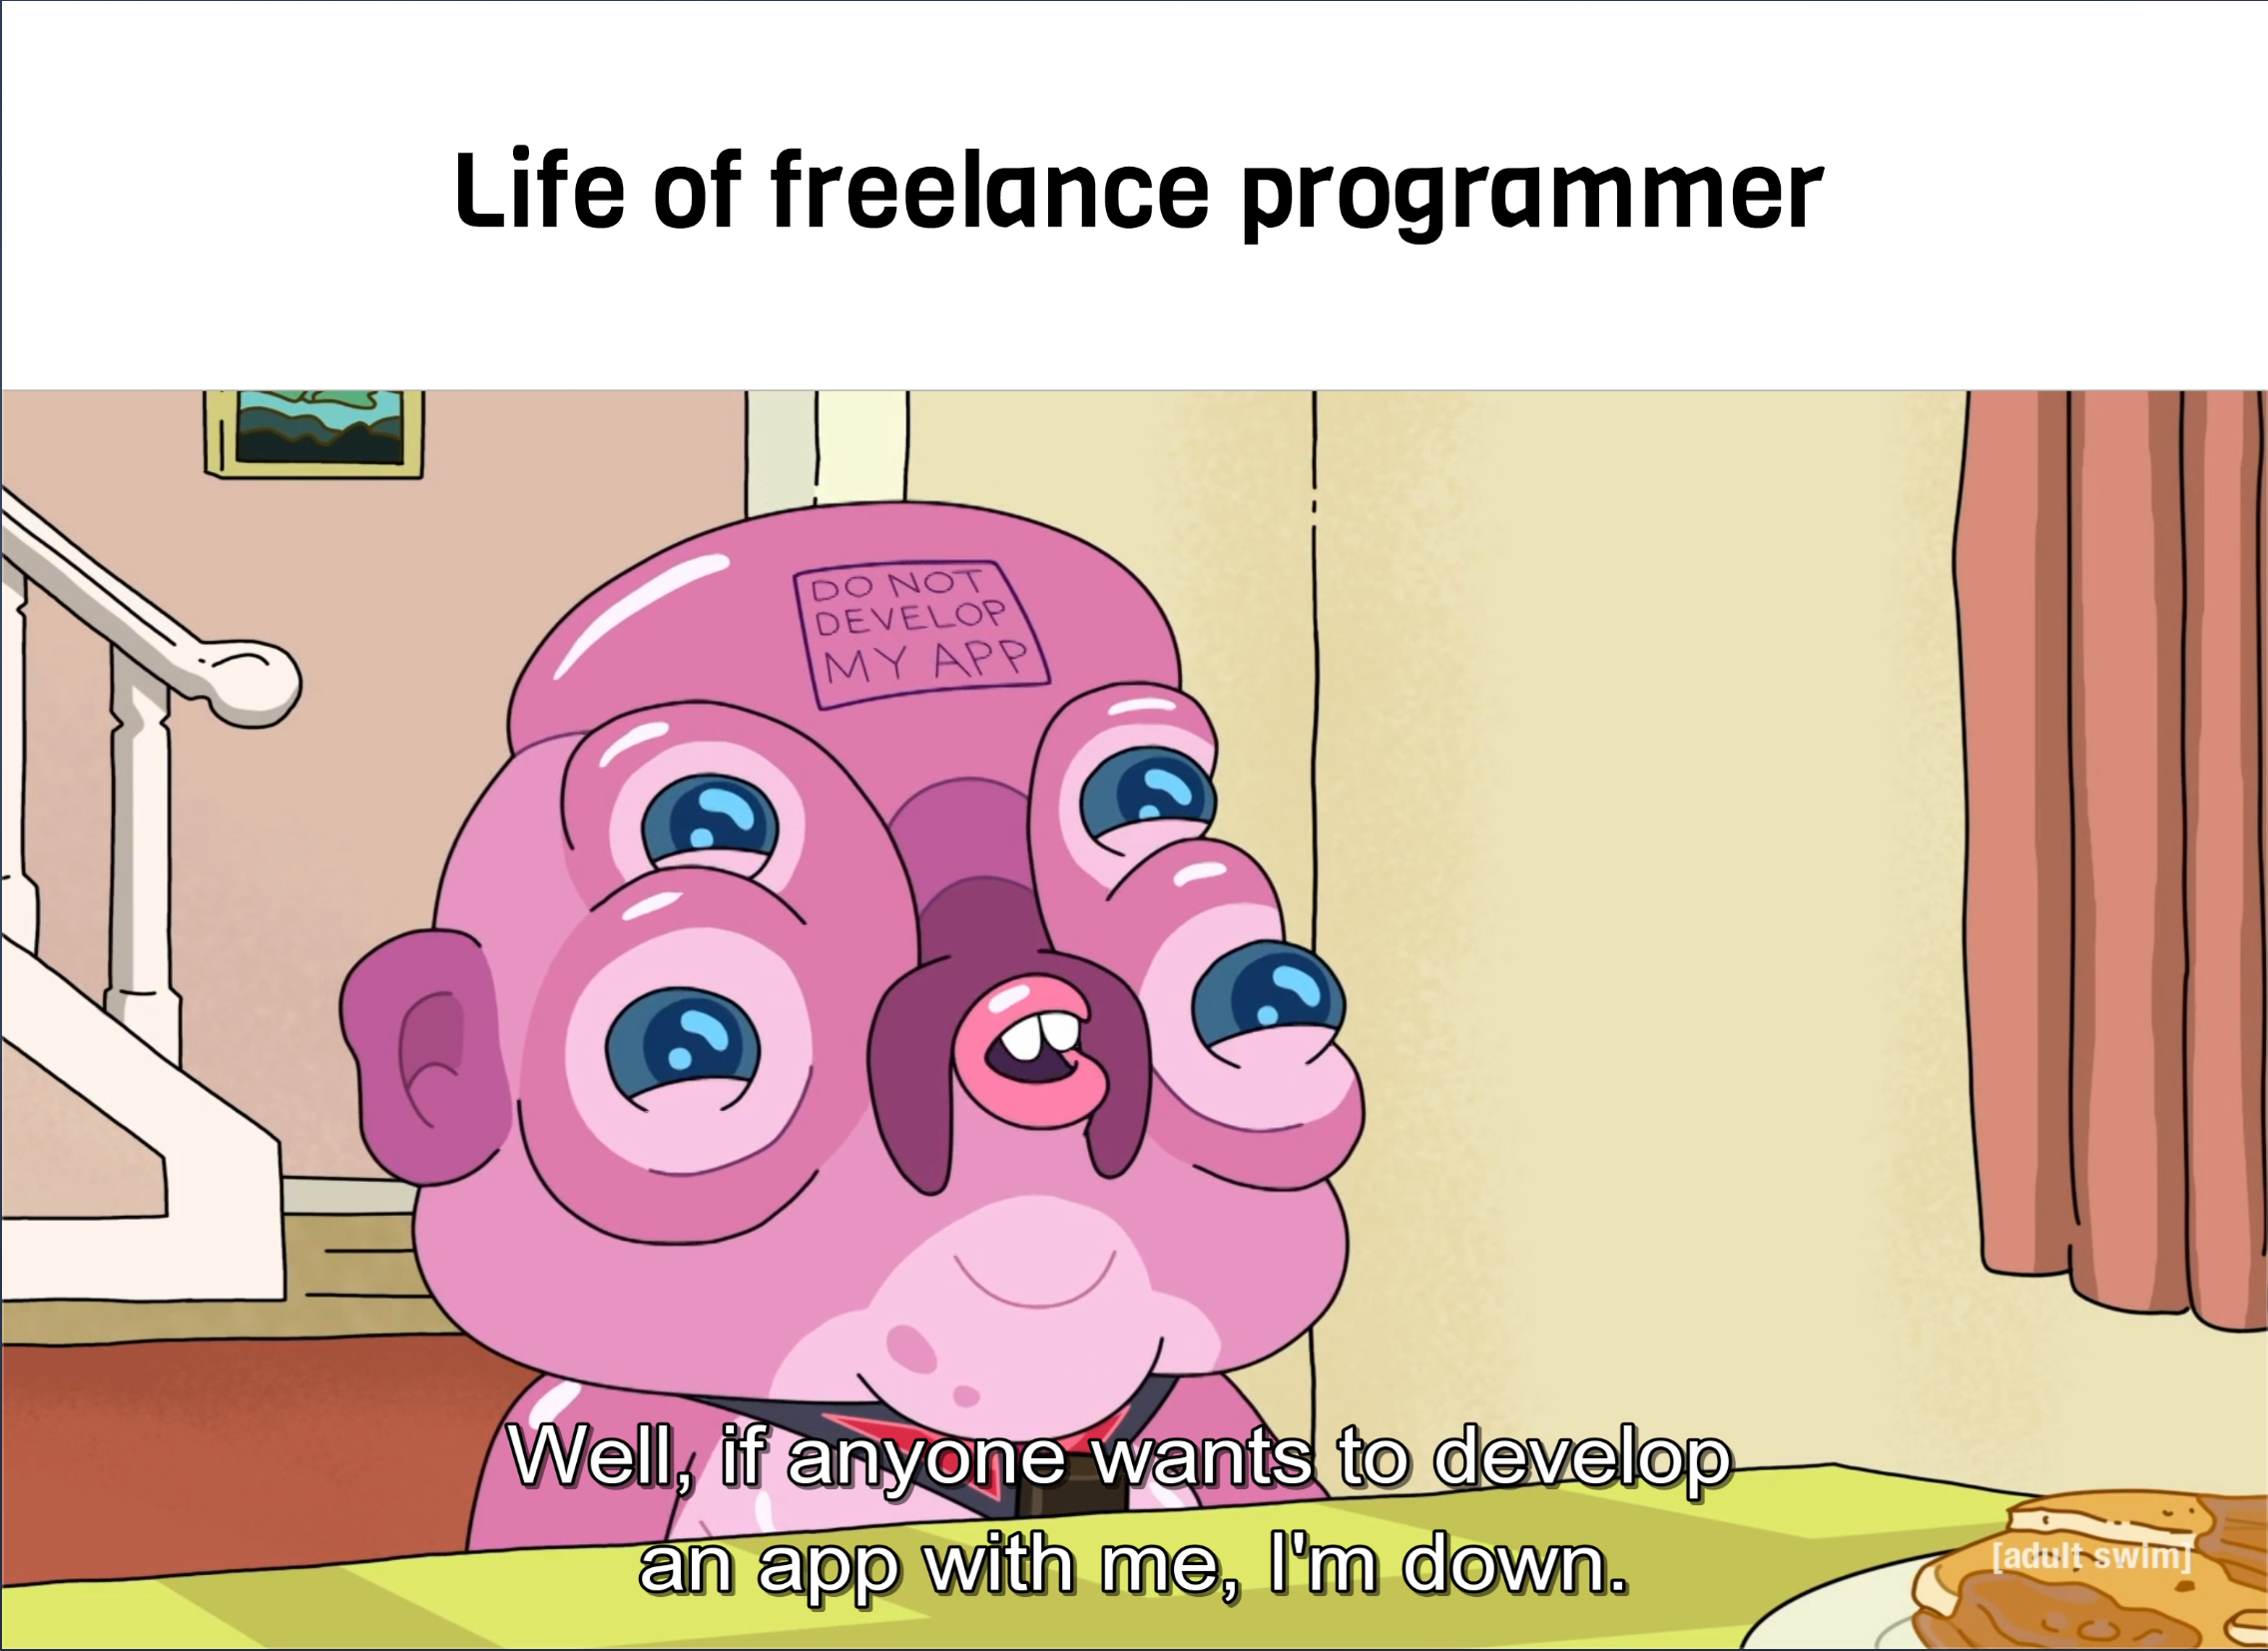 Life of freelance programmer
DO NOT
DEVELOP
MY APP
Well, if anyone wants to develop
an app with me, I'm down.
[adult swim]